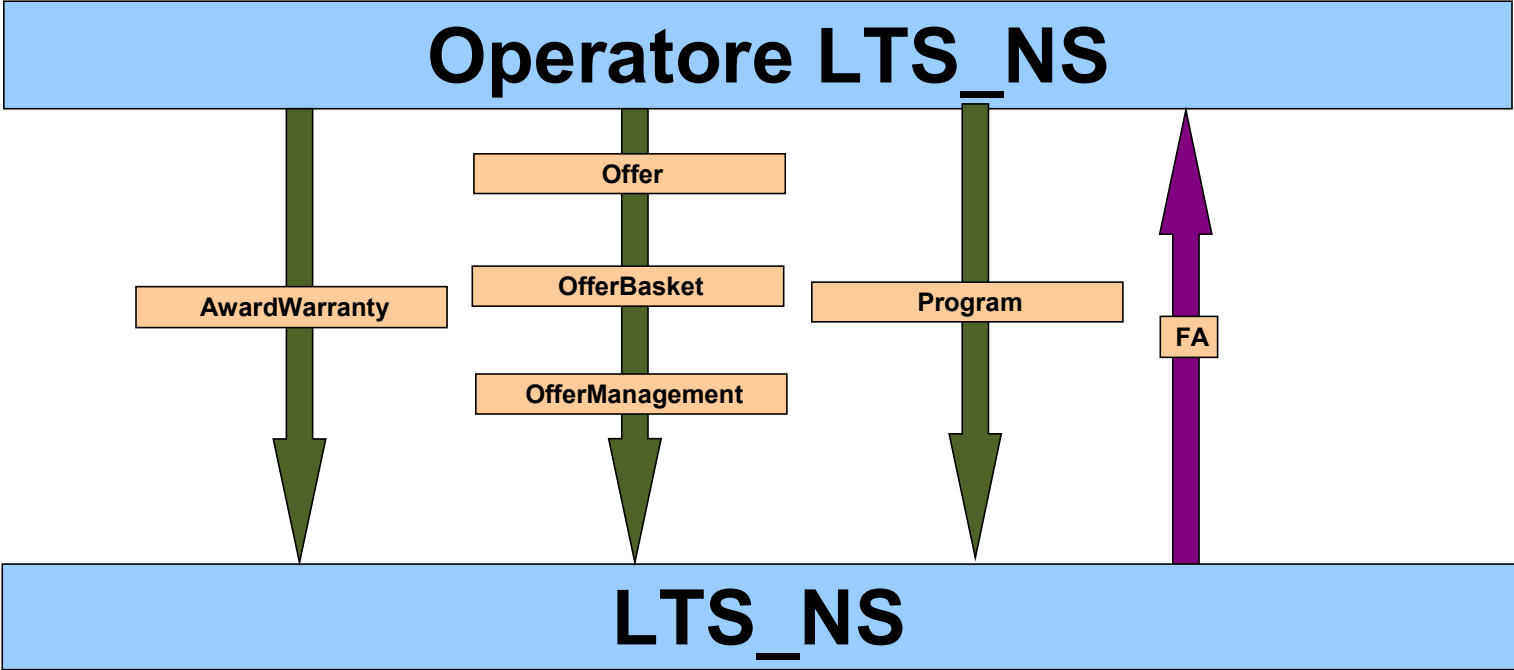 Operatore LTS_NS
Offer
OfferBasket
AwardWarranty
Program
FA
OfferManagement
LTS_NS